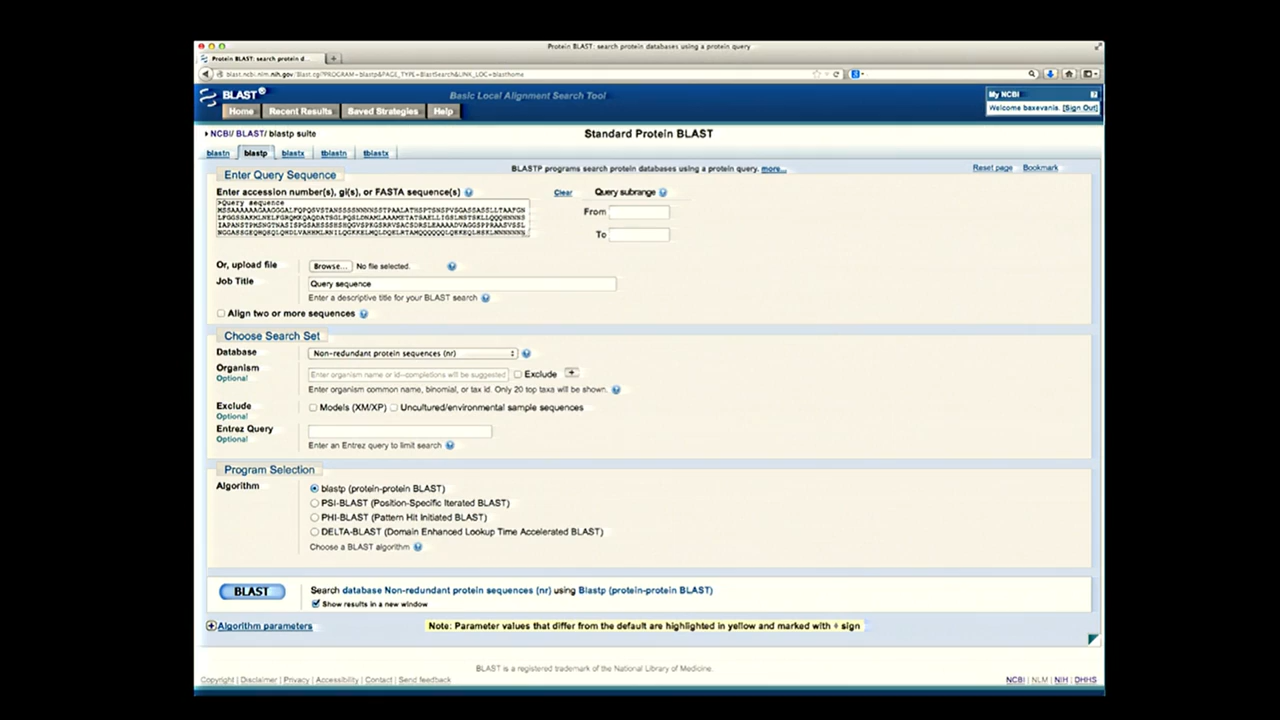 Protein BLAST: search protein databases using a protein query
Protein BLAST: search protein d...
blast.ncbi.nlm.nih.gov/Blast.cgi?PROGRAM=blastp&PAGE_TYPE=BlastSearch&LINK_LOC=blasthome
BLAST® Basic Local Alignment Search Tool
My NCBI
Welcome baxevanis. [Sign Out]
Home Recent Results Saved Strategies Help
NCBI/ BLAST/ blastp suite Standard Protein BLAST
blastn blastp blastx tblastn tblastx
BLASTP programs search protein databases using a protein query. more... Reset page Bookmark
Enter Query Sequence
Enter accession number(s), gi(s), or FASTA sequence(s) Clear Query subrange
>Query sequence
From
To
Or, upload file Browse... No file selected.
Job Title Query sequence
Enter a descriptive title for your BLAST search
Align two or more sequences
Choose Search Set
Database Non-redundant protein sequences (nr)
Organism
Optional
Enter organism name or id--completions will be suggested Exclude +
Enter organism common name, binomial, or tax id. Only 20 top taxa will be shown.
Exclude
Optional
Models (XM/XP) Uncultured/environmental sample sequences
Entrez Query
Optional
Enter an Entrez query to limit search
Program Selection
Algorithm
blastp (protein-protein BLAST)
PSI-BLAST (Position-Specific Iterated BLAST)
PHI-BLAST (Pattern Hit Initiated BLAST)
DELTA-BLAST (Domain Enhanced Lookup Time Accelerated BLAST)
Choose a BLAST algorithm
BLAST Search database Non-redundant protein sequences (nr) using Blastp (protein-protein BLAST)
Show results in a new window
Algorithm parameters Note: Parameter values that differ from the default are highlighted in yellow and marked with ♦ sign
BLAST is a registered trademark of the National Library of Medicine.
Copyright | Disclaimer | Privacy | Accessibility | Contact | Send feedback NCBI | NLM | NIH | DHHS